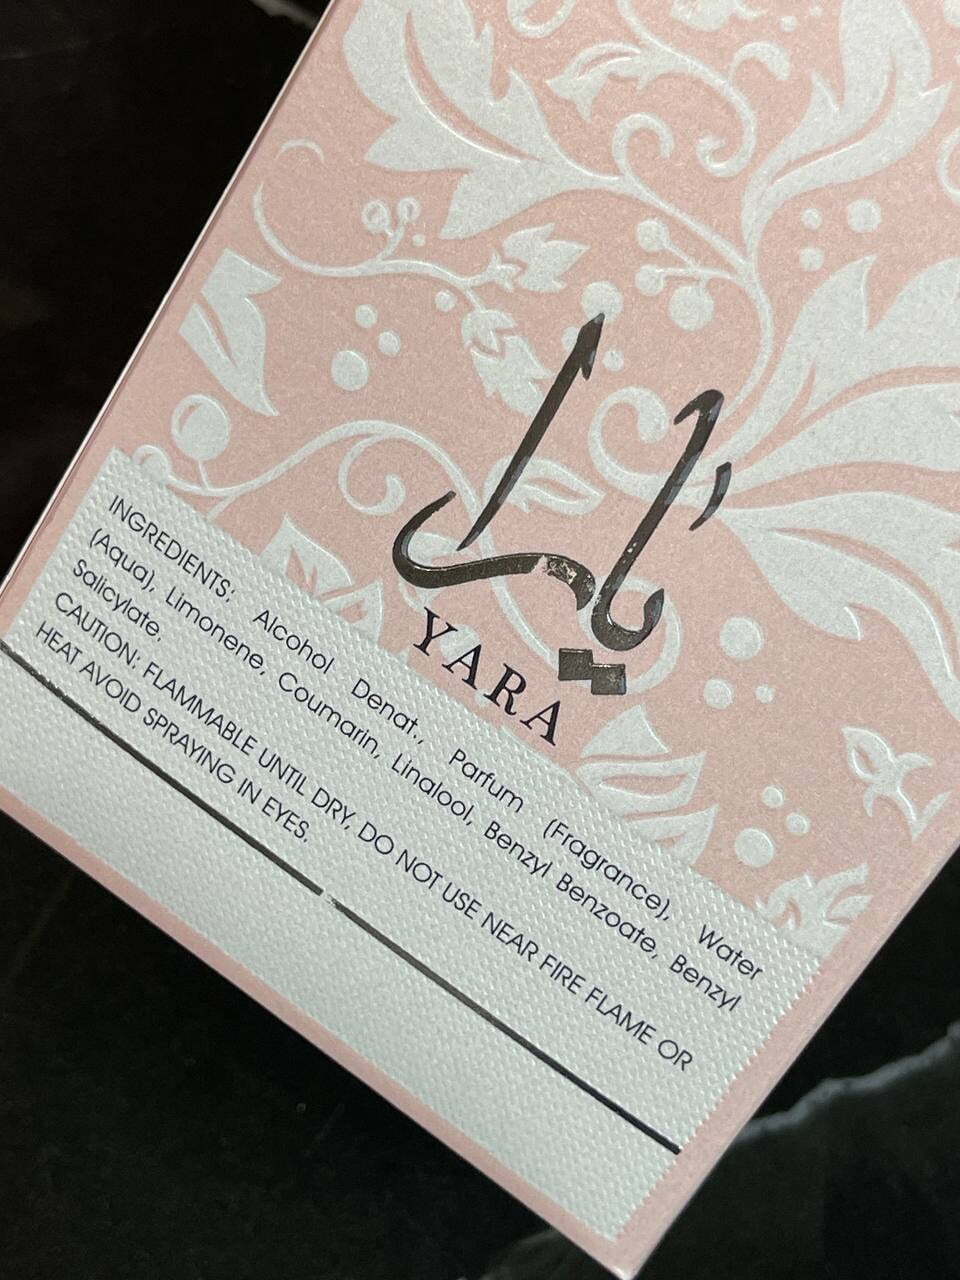 يارا
YARA
INGREDIENTS: Alcohol Denat., Parfum (Fragrance), Water
(Aqua), Limonene, Coumarin, Linalool, Benzyl Benzoate, Benzyl
Salicylate.
CAUTION: FLAMMABLE UNTIL DRY, DO NOT USE NEAR FIRE FLAME OR
HEAT AVOID SPRAYING IN EYES.